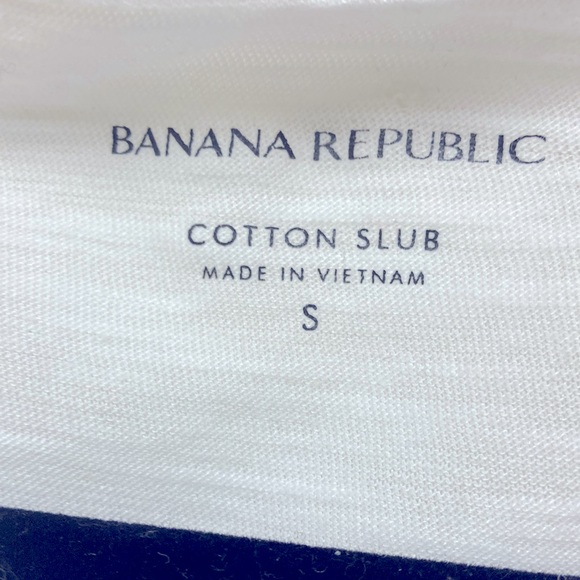 BANANA REPUBLIC
COTTON SLUB
MADE IN VIETNAM
S